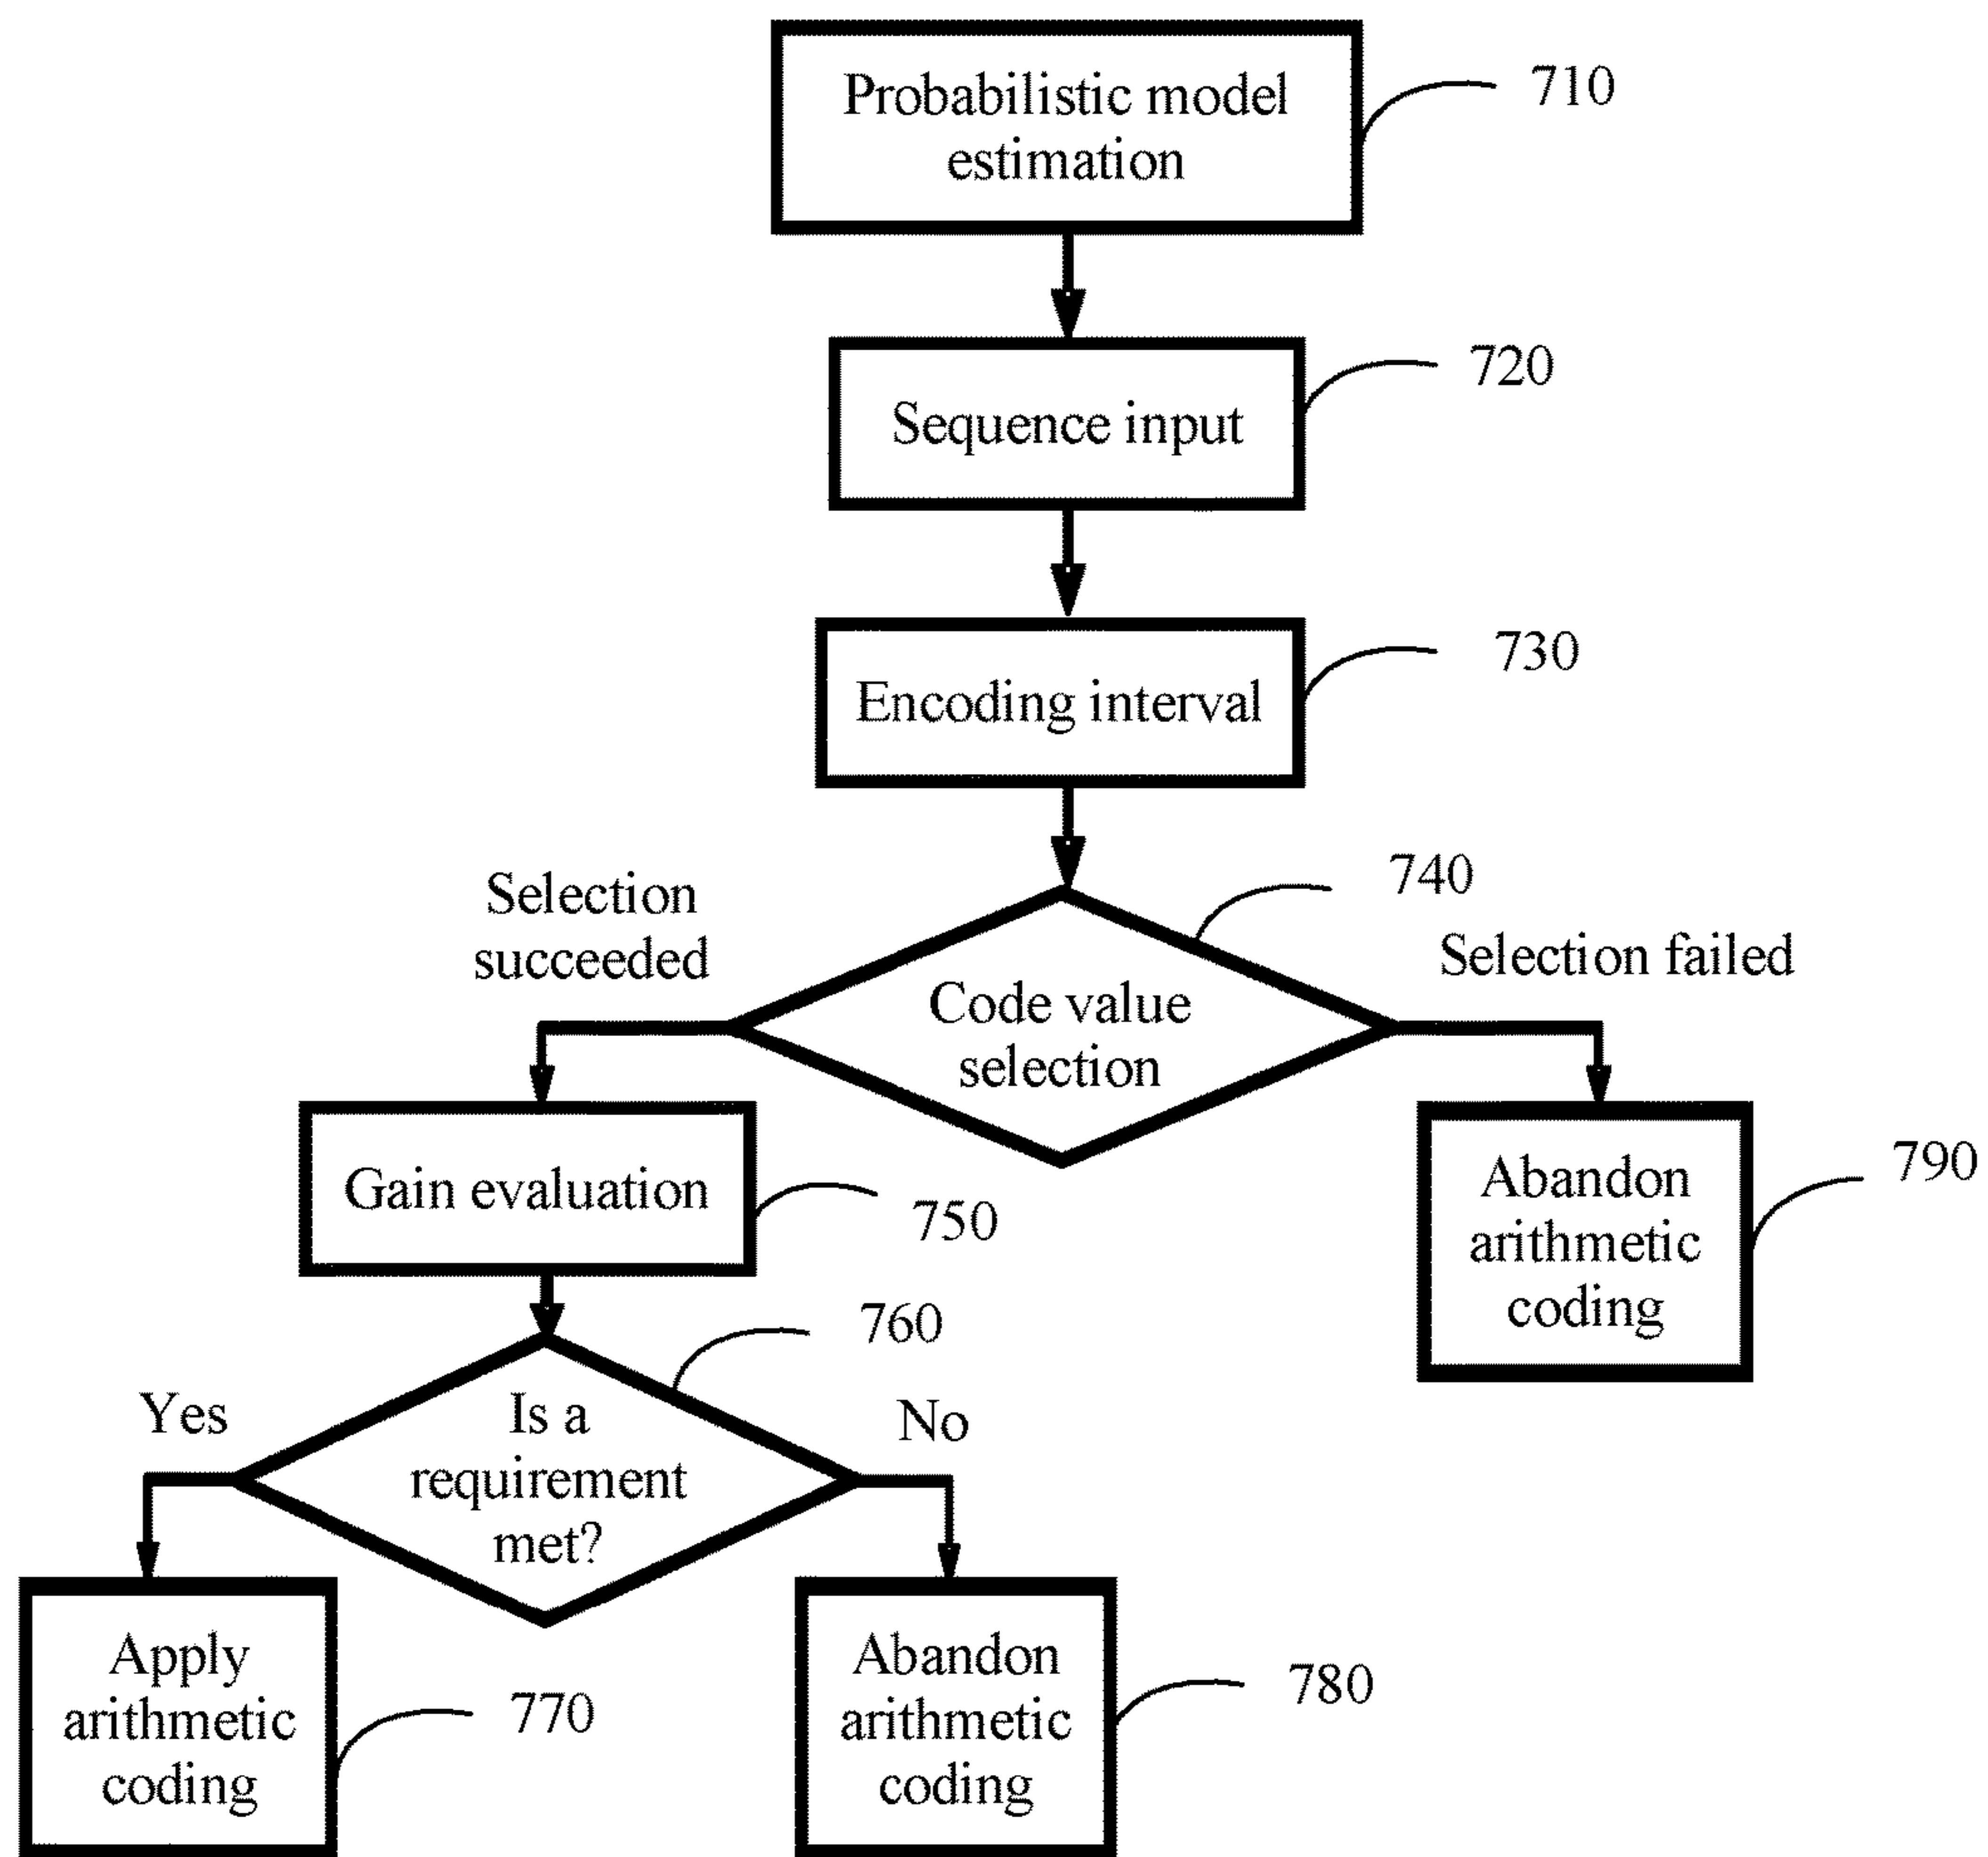 Probabilistic model
estimation
710
Sequence input
720
Encoding interval
730
740
Selection
succeeded
Selection failed
Code value
selection
Gain evaluation
750
Abandon
arithmetic
coding
790
760
Yes
No
Is a
requirement
met?
Apply
arithmetic
coding
770
Abandon
arithmetic
coding
780